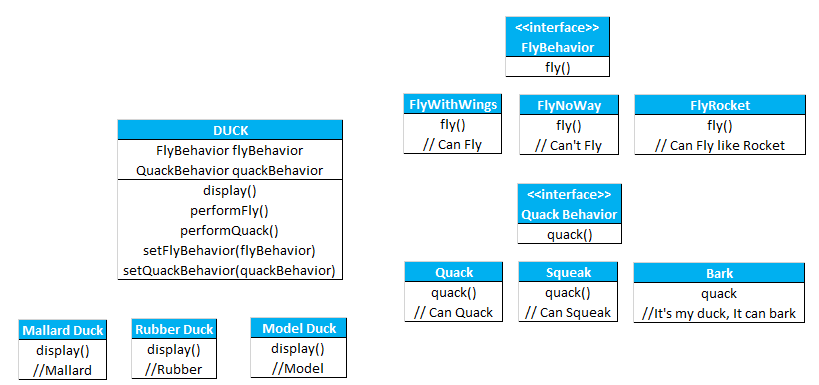 <<interface>>
FlyBehavior
fly()
FlyWithWings
fly()
// Can Fly
FlyNoWay
fly()
// Can't Fly
FlyRocket
fly()
// Can Fly like Rocket
DUCK
FlyBehavior flyBehavior
QuackBehavior quackBehavior
display()
performFly()
performQuack()
setFlyBehavior(flyBehavior)
setQuackBehavior(quackBehavior)
<<interface>>
Quack Behavior
quack()
Quack
quack()
// Can Quack
Squeak
quack()
// Can Squeak
Bark
quack
//It's my duck, It can bark
Mallard Duck
display()
//Mallard
Rubber Duck
display()
//Rubber
Model Duck
display()
//Model